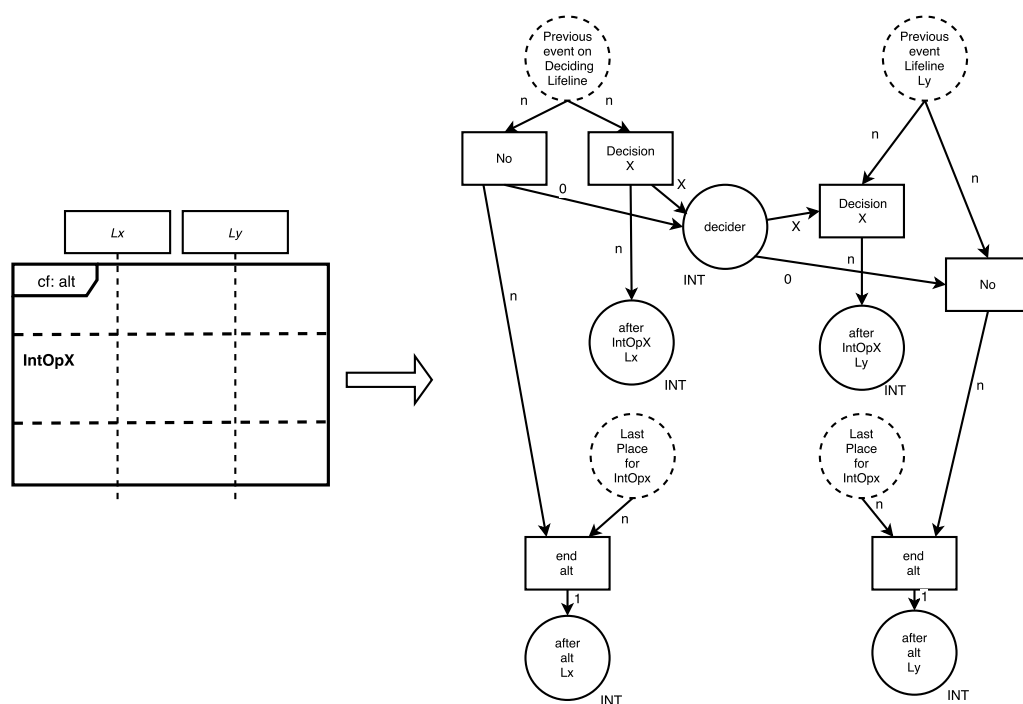 Lx
Ly
cf: alt
IntOpX
Previous
event on
Deciding
Lifeline
n
n
No
Decision
X
0
X
n
n
decider
INT
after
IntOpX
Lx
INT
Last
Place
for
IntOpx
n
end
alt
1
after
alt
Lx
INT
Previous
event
Lifeline
Ly
n
n
Decision
X
X
0
n
No
after
IntOpX
Ly
INT
n
Last
Place
for
IntOpx
n
end
alt
1
after
alt
Ly
INT